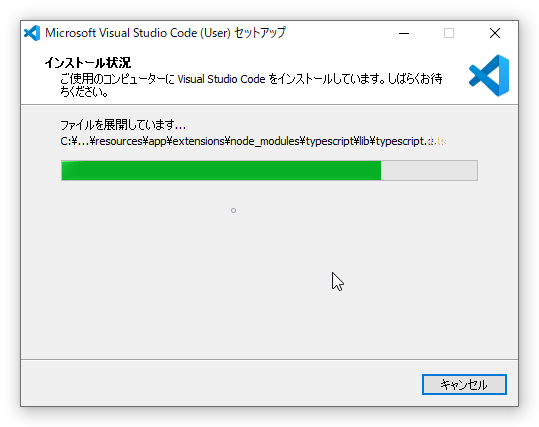 Microsoft Visual Studio Code (User) セットアップ
インストール状況
ご使用のコンピューターに Visual Studio Code をインストールしています。しばらくお待
ちください。
ファイルを展開しています...
C:¥...¥resources¥app¥extensions¥node_modules¥typescript¥lib¥typescript.
キャンセル